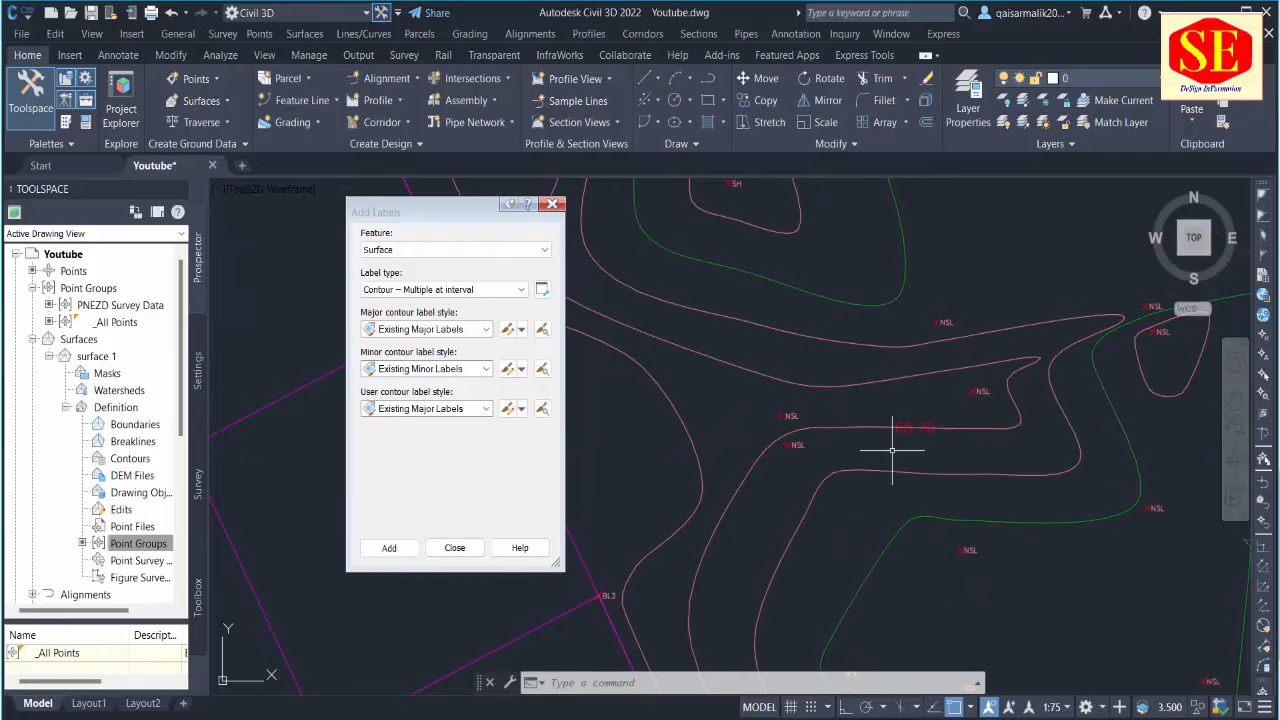 C3D
Civil 3D
Share
Autodesk Civil 3D 2022 Youtube.dwg
Type a keyword or phrase
qaisarmalik20...
File Edit View Insert General Survey Points Surfaces Lines/Curves Parcels Grading Alignments Profiles Corridors Sections Pipes Annotation Inquiry Window Express
SE
DeSign InFormation
Home Insert Annotate Modify Analyze View Manage Output Survey Rail InfraWorks Collaborate Help Add-ins Featured Apps Express Tools
Toolspace
Project Explorer
Points
Surfaces
Traverse
Parcel
Feature Line
Grading
Alignment
Profile
Corridor
Intersections
Assembly
Pipe Network
Profile View
Sample Lines
Section Views
Move
Copy
Stretch
Rotate
Mirror
Scale
Trim
Fillet
Array
Layer Properties
0
Make Current
Match Layer
Paste
Palettes
Explore
Create Ground Data
Create Design
Profile & Section Views
Draw
Modify
Layers
Clipboard
Start
Youtube*
TOOLSPACE
Active Drawing View
Youtube
Points
Point Groups
PNEZD Survey Data
_All Points
Surfaces
surface 1
Masks
Watersheds
Definition
Boundaries
Breaklines
Contours
DEM Files
Drawing Obj...
Edits
Point Files
Point Groups
Point Survey ...
Figure Surve...
Alignments
Prospector
Settings
Survey
Toolbox
Name Descript...
_All Points
[Top][2D Wireframe]
Add Labels
Feature:
Surface
Label type:
Contour – Multiple at interval
Major contour label style:
Existing Major Labels
Minor contour label style:
Existing Minor Labels
User contour label style:
Existing Major Labels
Add Close Help
SH
NSL
NSL
NSL
NSL
NSL
NSL
NSL
NSL
NSL
NSL
BL3
N
W TOP E
S
WCS
Y
X
Type a command
Model Layout1 Layout2
MODEL
1:75
3.500